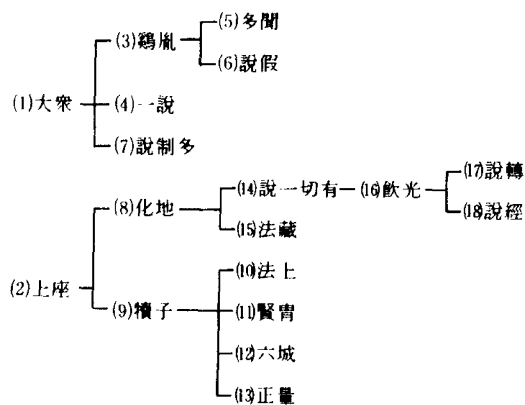 (1)大衆
(3)鷄胤
(5)多聞
(6)說假
(4)一說
(7)說制多
(2)上座
(8)化地
(14)說一切有
(16)飲光
(17)說轉
(18)說經
(15)法藏
(9)犢子
(10)法上
(11)賢胄
(12)六城
(13)正量